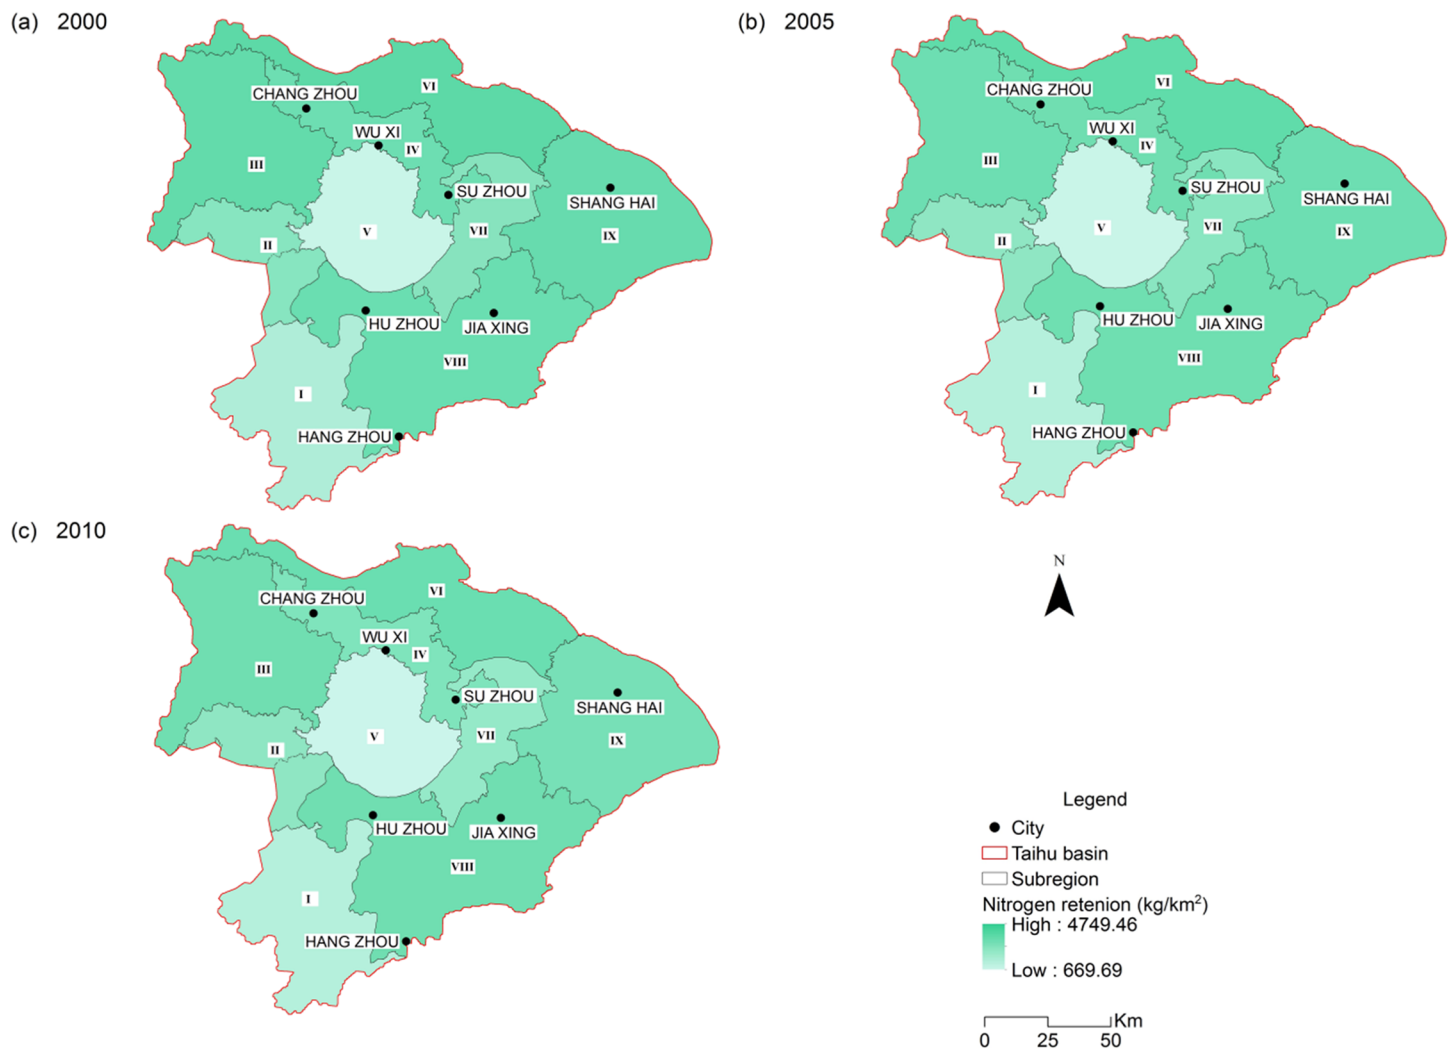 (a) 2000
CHANG ZHOU
VI
WU XI
IV
III
SU ZHOU
SHANG HAI
V
VII
IX
II
HU ZHOU
JIA XING
VIII
I
HANG ZHOU
(b) 2005
VI
CHANG ZHOU
WU XI
IV
III
SU ZHOU
SHANG HAI
V
VII
IX
II
HU ZHOU
JIA XING
VIII
I
HANG ZHOU
(c) 2010
VI
CHANG ZHOU
WU XI
IV
III
SU ZHOU
SHANG HAI
V
VII
IX
II
HU ZHOU
JIA XING
VIII
I
HANG ZHOU
N
Legend
City
Taihu basin
Subregion
Nitrogen retenion (kg/km²)
High : 4749.46
Low : 669.69
Km
0 25 50